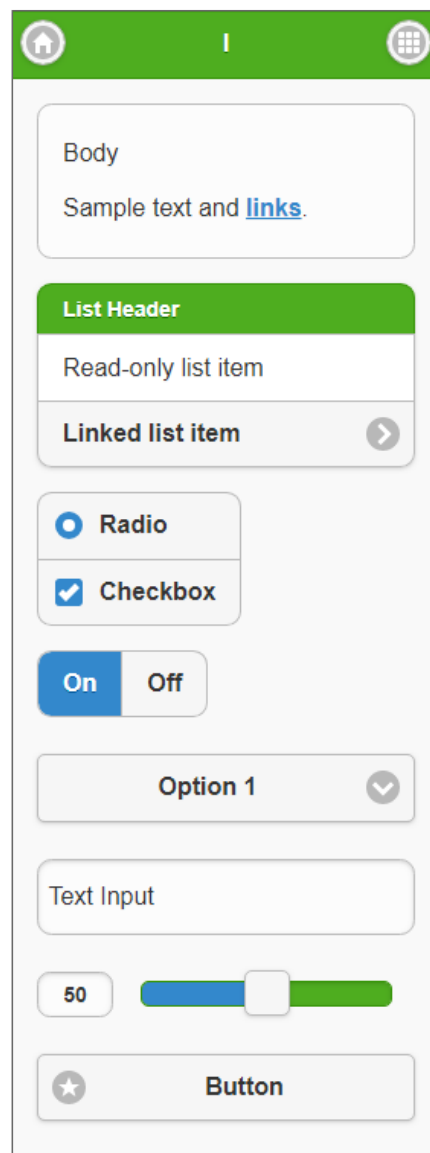 I
Body
Sample text and links.
List Header
Read-only list item
Linked list item
Radio
Checkbox
On Off
Option 1
Text Input
50
Button